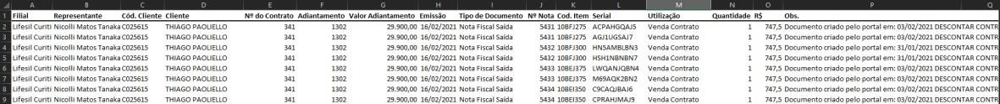 A B C D E F G H I J K L M N O P Q
1 Filial Representante Cód. Cliente Cliente Nº do Contrato Adiantamento Valor Adiantamento Emissão Tipo de Documento Nº Nota Cod. Item Serial Utilização Quantidade R$ Obs.
2 Lifesil Curiti Nicolli Matos Tanaka C025615 THIAGO PAOLIELLO 341 1302 29.900,00 16/02/2021 Nota Fiscal Saída 5431 10BFJ275 ACPAHGQAJ5 Venda Contrato 1 747,5 Documento criado pelo portal em: 03/02/2021 DESCONTAR CONTR
3 Lifesil Curiti Nicolli Matos Tanaka C025615 THIAGO PAOLIELLO 341 1302 29.900,00 16/02/2021 Nota Fiscal Saída 5431 10BFJ275 AGJ1UGSAJ7 Venda Contrato 1 747,5 Documento criado pelo portal em: 03/02/2021 DESCONTAR CONTR
4 Lifesil Curiti Nicolli Matos Tanaka C025615 THIAGO PAOLIELLO 341 1302 29.900,00 16/02/2021 Nota Fiscal Saída 5432 10BFJ300 HN5AMBLBN3 Venda Contrato 1 747,5 Documento criado pelo portal em: 31/01/2021 DESCONTAR CONTR
5 Lifesil Curiti Nicolli Matos Tanaka C025615 THIAGO PAOLIELLO 341 1302 29.900,00 16/02/2021 Nota Fiscal Saída 5432 10BFJ300 HSH1NBNBN7 Venda Contrato 1 747,5 Documento criado pelo portal em: 31/01/2021 DESCONTAR CONTR
6 Lifesil Curiti Nicolli Matos Tanaka C025615 THIAGO PAOLIELLO 341 1302 29.900,00 16/02/2021 Nota Fiscal Saída 5433 10BEJ375 LWQANJQBN4 Venda Contrato 1 747,5 Documento criado pelo portal em: 03/02/2021 DESCONTAR CONTR
7 Lifesil Curiti Nicolli Matos Tanaka C025615 THIAGO PAOLIELLO 341 1302 29.900,00 16/02/2021 Nota Fiscal Saída 5433 10BEJ375 M69AQK2BN2 Venda Contrato 1 747,5 Documento criado pelo portal em: 03/02/2021 DESCONTAR CONTR
8 Lifesil Curiti Nicolli Matos Tanaka C025615 THIAGO PAOLIELLO 341 1302 29.900,00 16/02/2021 Nota Fiscal Saída 5434 10BEI350 C9CAQJBAJ6 Venda Contrato 1 747,5 Documento criado pelo portal em: 03/02/2021 DESCONTAR CONTR
9 Lifesil Curiti Nicolli Matos Tanaka C025615 THIAGO PAOLIELLO 341 1302 29.900,00 16/02/2021 Nota Fiscal Saída 5434 10BEI350 CPRAHJMAJ9 Venda Contrato 1 747,5 Documento criado pelo portal em: 03/02/2021 DESCONTAR CONTR